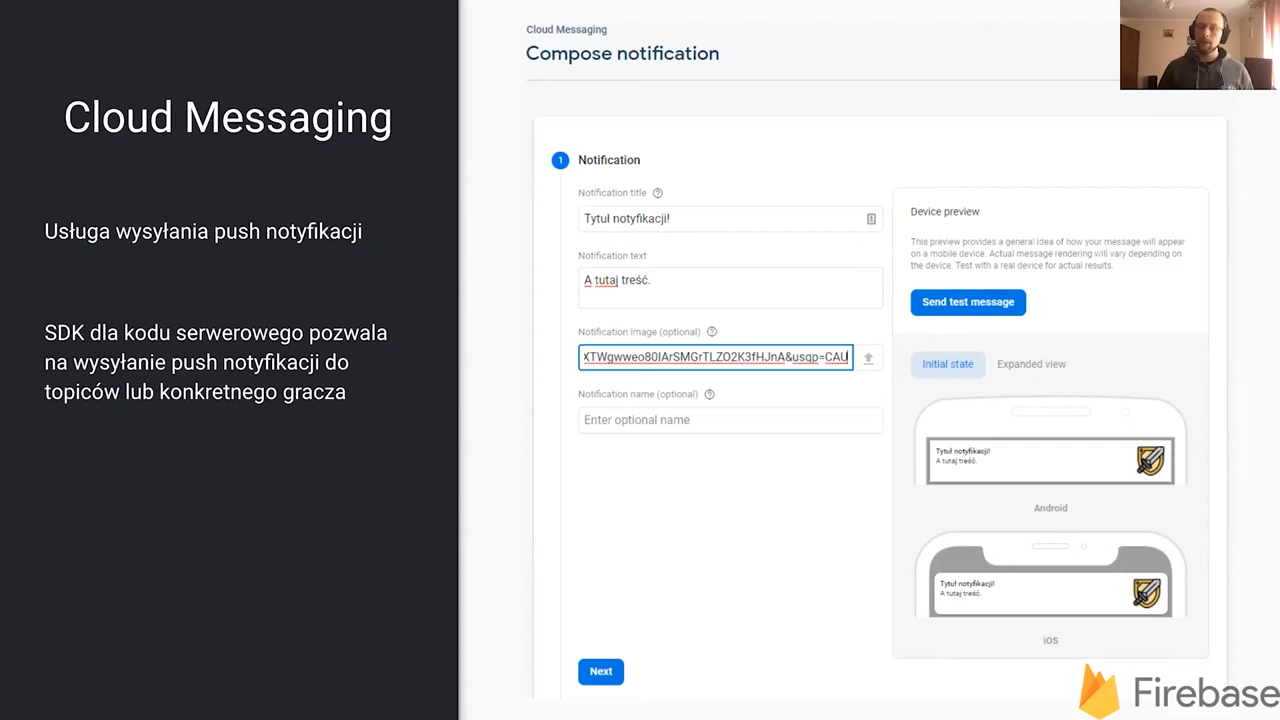 Cloud Messaging
Usługa wysyłania push notyfikacji
SDK dla kodu serwerowego pozwala
na wysyłanie push notyfikacji do
topiców lub konkretnego gracza
Cloud Messaging
Compose notification
1 Notification
Notification title
Tytuł notyfikacji!
Notification text
A tutaj treść.
Notification image (optional)
XTWgwweo80IArSMGrTLZO2K3fHJnA&usqp=CAU
Notification name (optional)
Enter optional name
Next
Device preview
This preview provides a general idea of how your message will appear
on a mobile device. Actual message rendering will vary depending on
the device. Test with a real device for actual results.
Send test message
Initial state
Expanded view
Tytuł notyfikacji!
A tutaj treść.
Android
Tytuł notyfikacji!
A tutaj treść.
iOS
Firebase